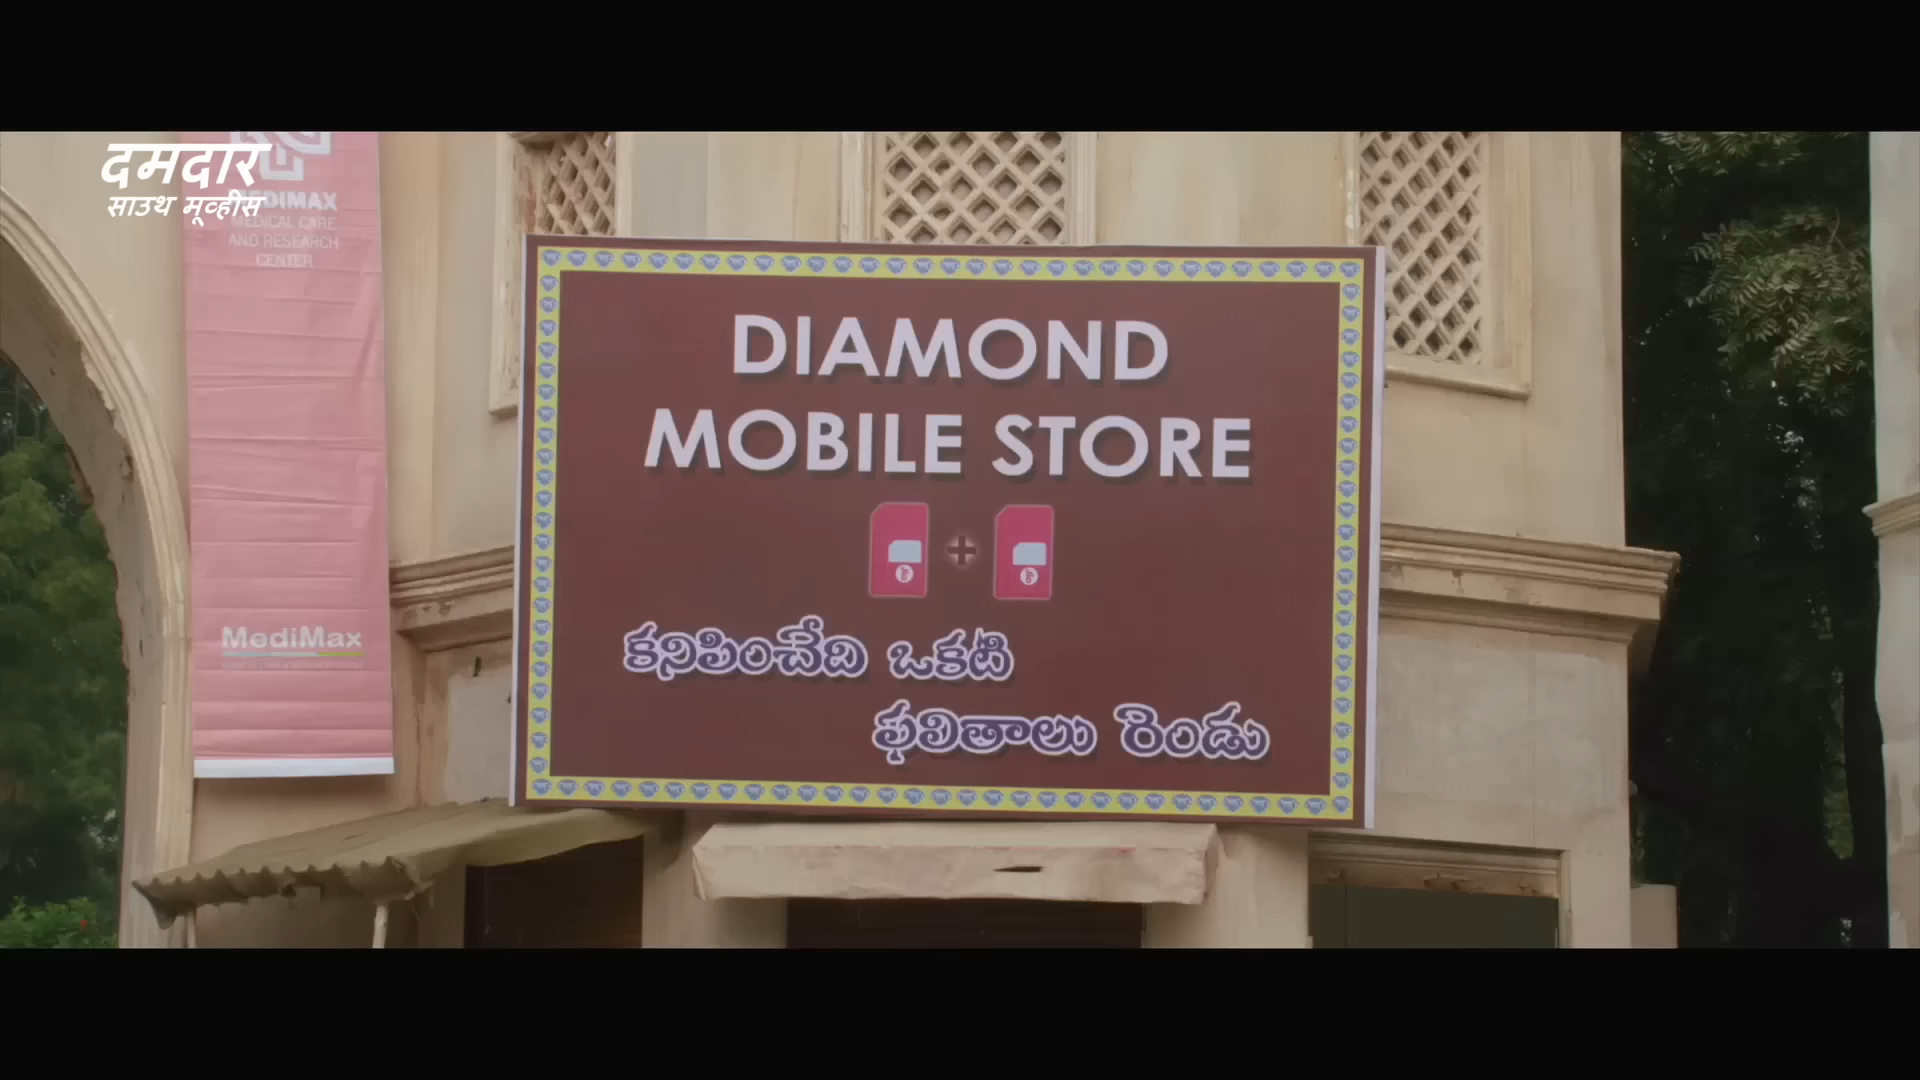 दमदार
साउथ मूव्हीस
MEDIMAX
MEDICAL CARE
AND RESEARCH
CENTER
MediMax
DIAMOND
MOBILE STORE
కనిపించేది ఒకటి
ఫలితాలు రెండు